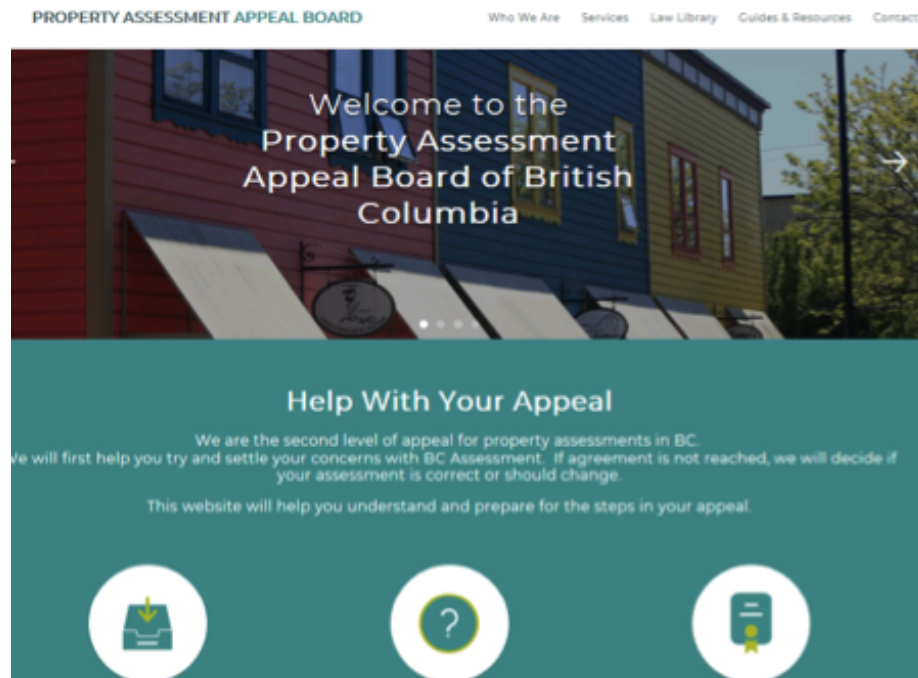 PROPERTY ASSESSMENT APPEAL BOARD
Who We Are Services Law Library Guides & Resources Contact
Welcome to the
Property Assessment
Appeal Board of British
Columbia
Help With Your Appeal
We are the second level of appeal for property assessments in BC.
We will first help you try and settle your concerns with BC Assessment. If agreement is not reached, we will decide if
your assessment is correct or should change.
This website will help you understand and prepare for the steps in your appeal.
?